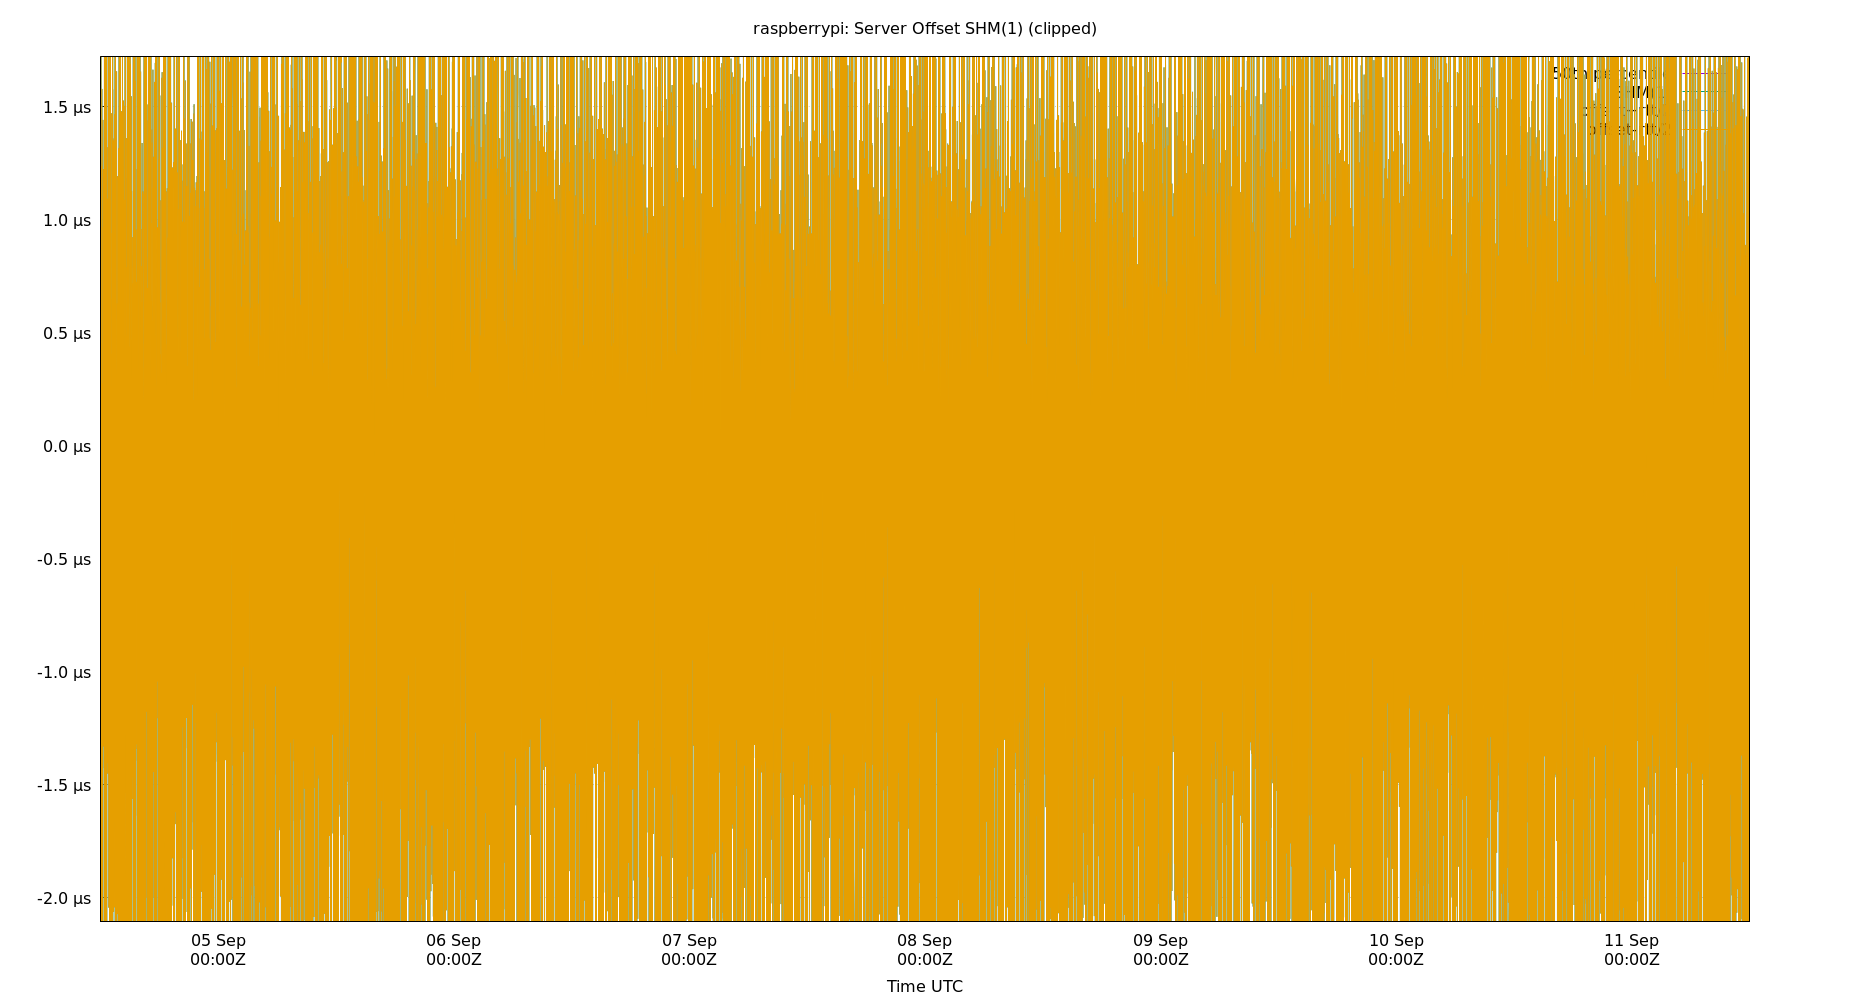 raspberrypi: Server Offset SHM(1) (clipped)
50th percentile
1.5 µs
1.0 µs
0.5 µs
0.0 µs
-0.5 µs
-1.0 µs
-1.5 µs
-2.0 µs
05 Sep 06 Sep 07 Sep 08 Sep 09 Sep 10 Sep 11 Sep
00:00Z 00:00Z 00:00Z 00:00Z 00:00Z 00:00Z 00:00Z
Time UTC